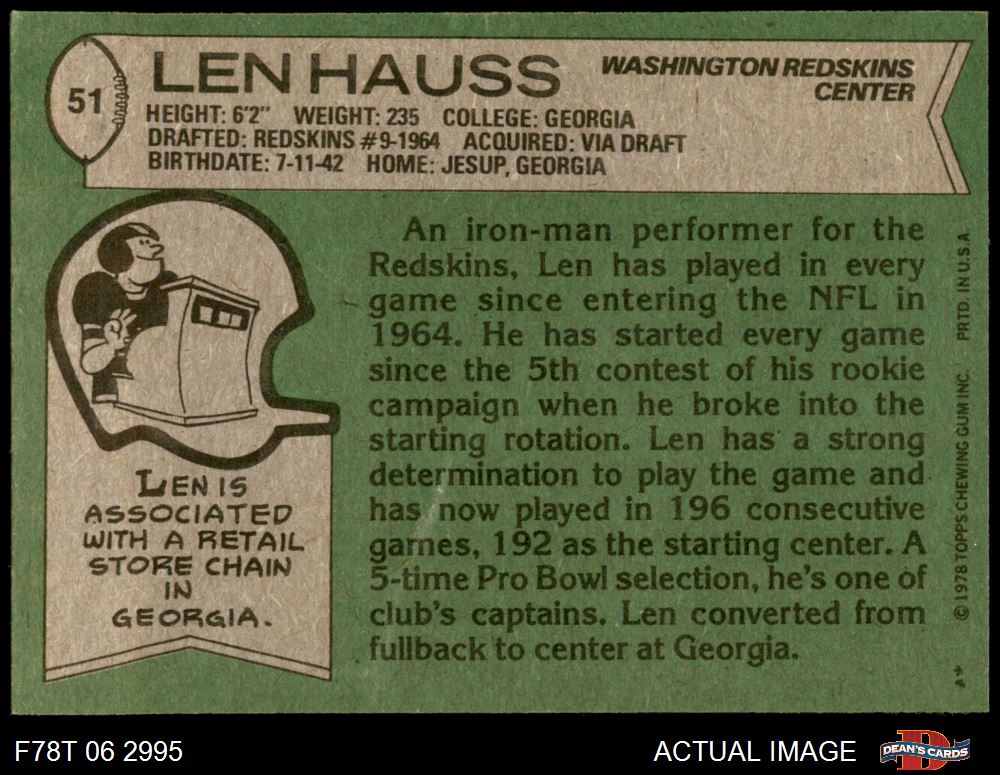 51
LEN HAUSS
WASHINGTON REDSKINS
CENTER
HEIGHT: 6'2" WEIGHT: 235 COLLEGE: GEORGIA
DRAFTED: REDSKINS #9-1964 ACQUIRED: VIA DRAFT
BIRTHDATE: 7-11-42 HOME: JESUP, GEORGIA
LEN IS
ASSOCIATED
WITH A RETAIL
STORE CHAIN
IN
GEORGIA.
An iron-man performer for the
Redskins, Len has played in every
game since entering the NFL in
1964. He has started every game
since the 5th contest of his rookie
campaign when he broke into the
starting rotation. Len has a strong
determination to play the game and
has now played in 196 consecutive
games, 192 as the starting center. A
5-time Pro Bowl selection, he's one of
club's captains. Len converted from
fullback to center at Georgia.
© 1978 TOPPS CHEWING GUM INC. PRTD. IN U.S.A.
A*
F78T 06 2995
ACTUAL IMAGE
D
DEAN'S CARDS